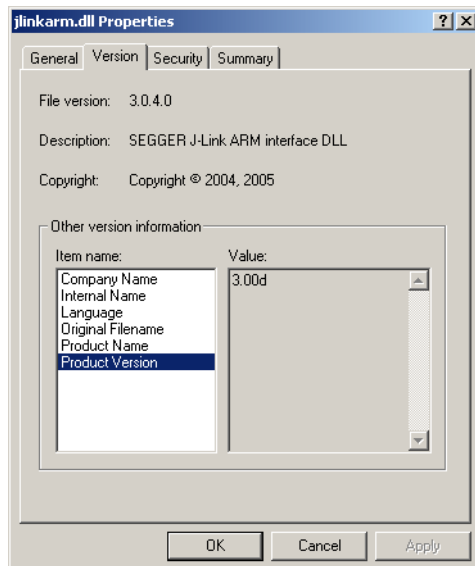 jlinkarm.dll Properties
? ×
General Version Security Summary
File version: 3.0.4.0
Description: SEGGER J-Link ARM interface DLL
Copyright: Copyright © 2004, 2005
Other version information
Item name: Value:
Company Name 3.00d
Internal Name
Language
Original Filename
Product Name
Product Version
OK Cancel Apply